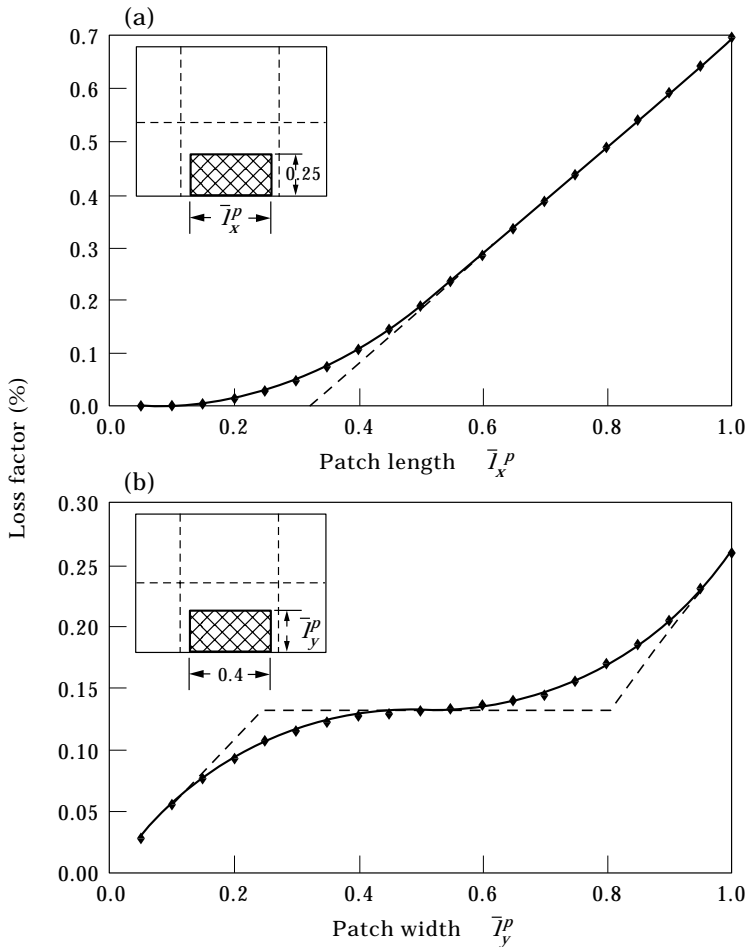 (a)
0.7
0.6
0.5
0.4
0.3
0.2
0.1
0.0
0.25
l̅ₓᵖ
0.0 0.2 0.4 0.6 0.8 1.0
Patch length l̅ₓᵖ
Loss factor (%)
(b)
0.30
0.25
0.20
0.15
0.10
0.05
0.00
l̅ᵧᵖ
0.4
0.0 0.2 0.4 0.6 0.8 1.0
Patch width l̅ᵧᵖ